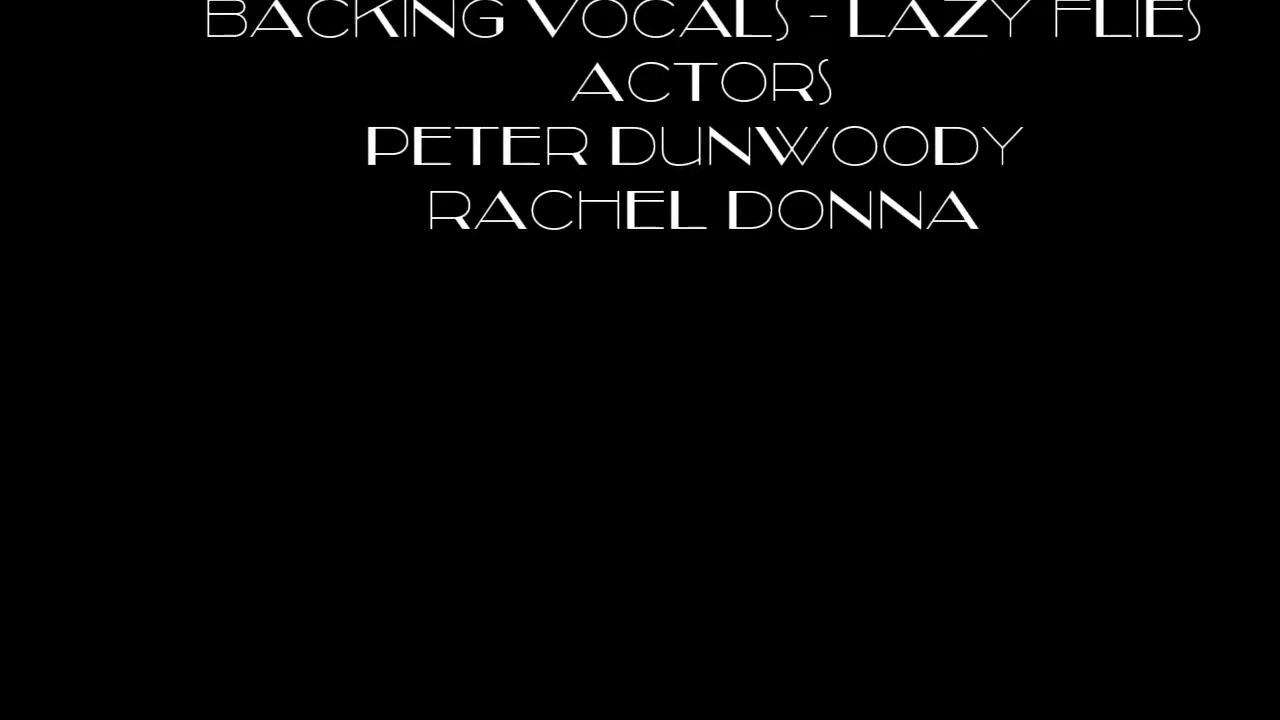 BACKING VOCALS - LAZY FLIES
ACTORS
PETER DUNWOODY
RACHEL DONNA